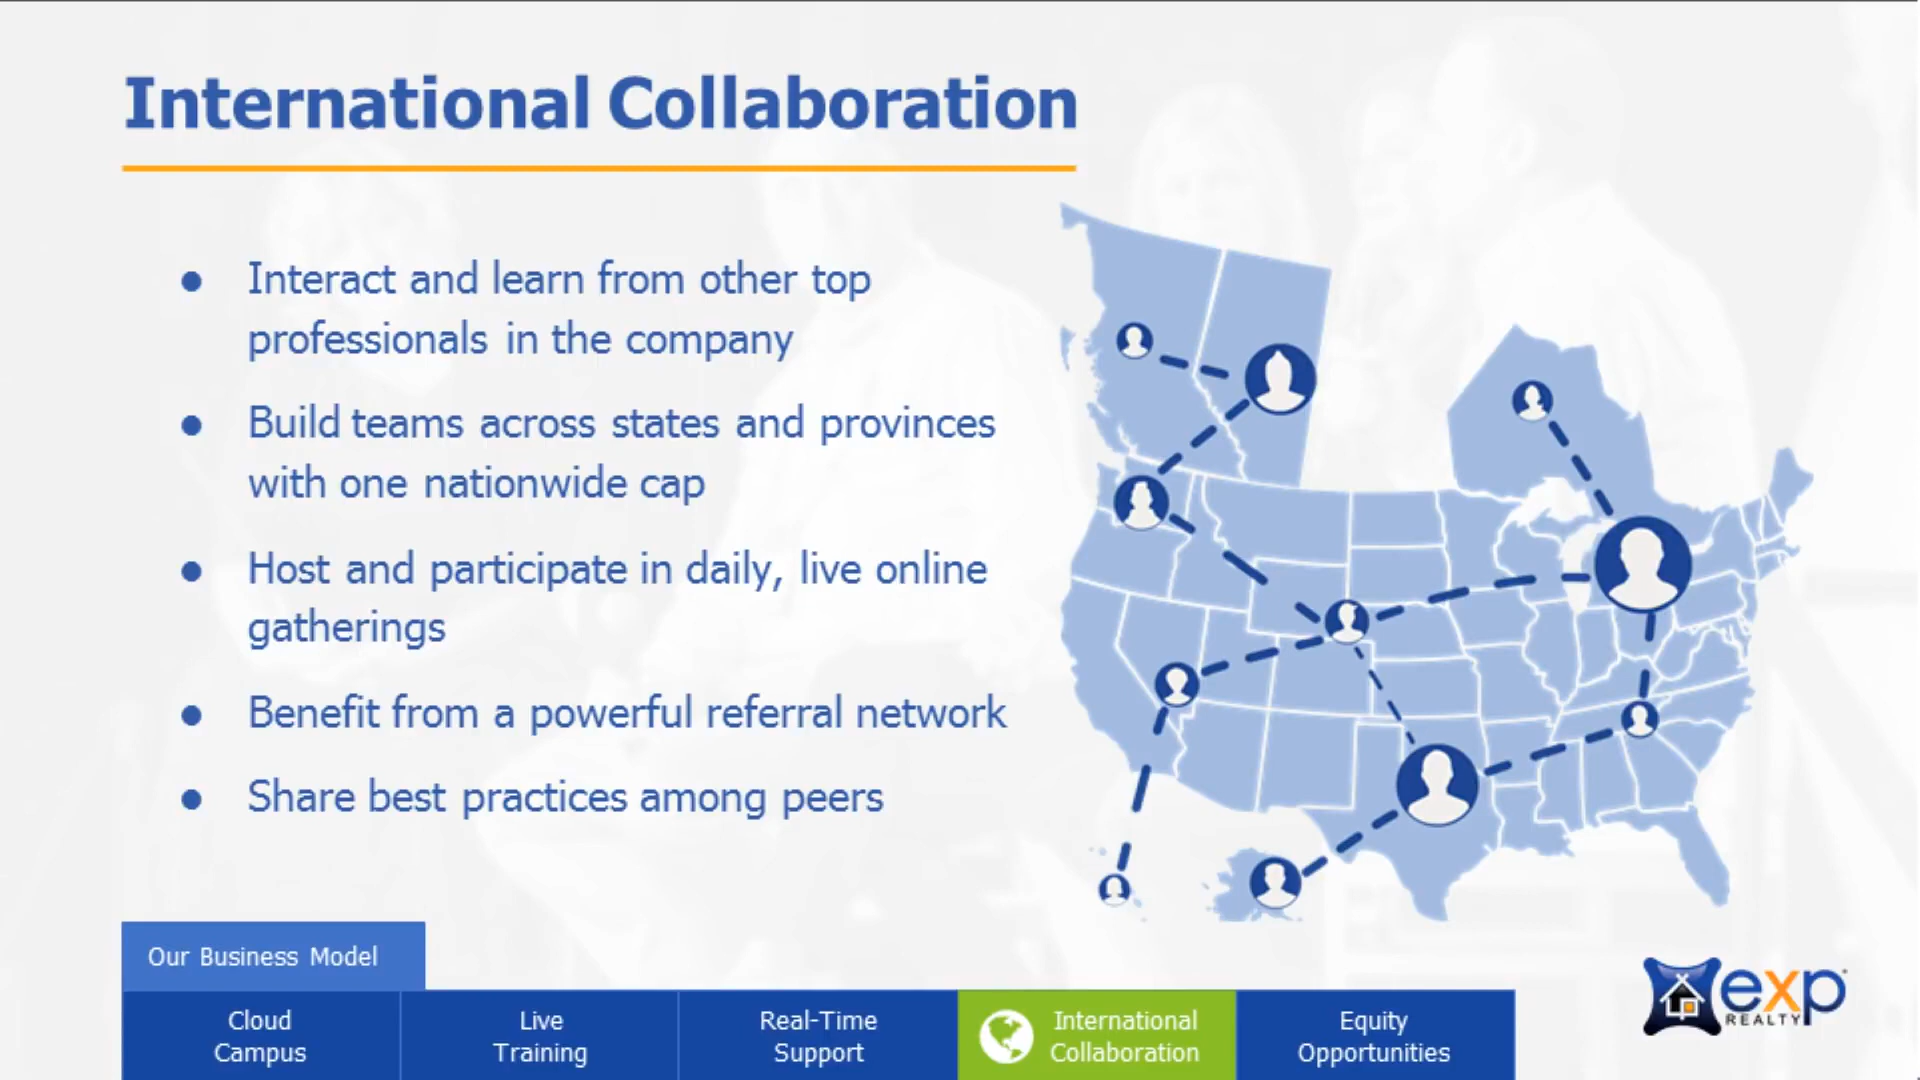 International Collaboration
● Interact and learn from other top
professionals in the company
● Build teams across states and provinces
with one nationwide cap
● Host and participate in daily, live online
gatherings
● Benefit from a powerful referral network
● Share best practices among peers
Our Business Model
Cloud
Campus
Live
Training
Real-Time
Support
International
Collaboration
Equity
Opportunities
exp
REALTY